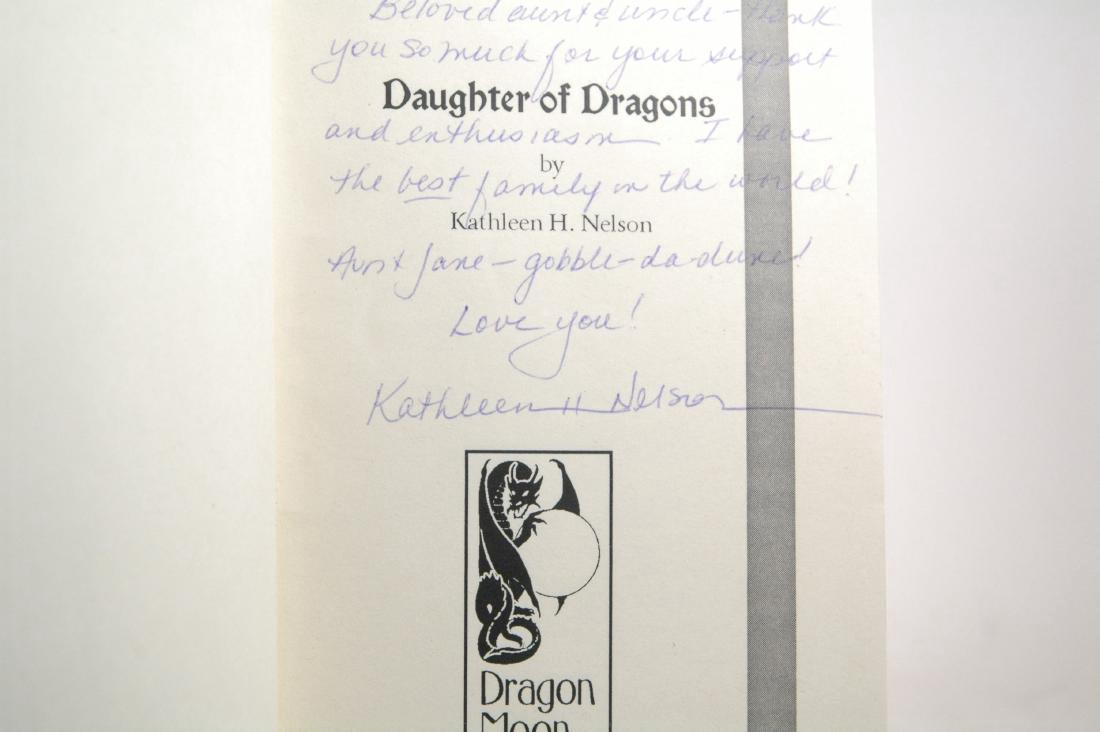 Beloved aunt & uncle - thank
you so much for your support
Daughter of Dragons
and enthusiasm. I have
by
the best family in the world!
Kathleen H. Nelson
Aunt Jane - gobble-da-
Love you!
Kathleen H Nelson
Dragon
Moon